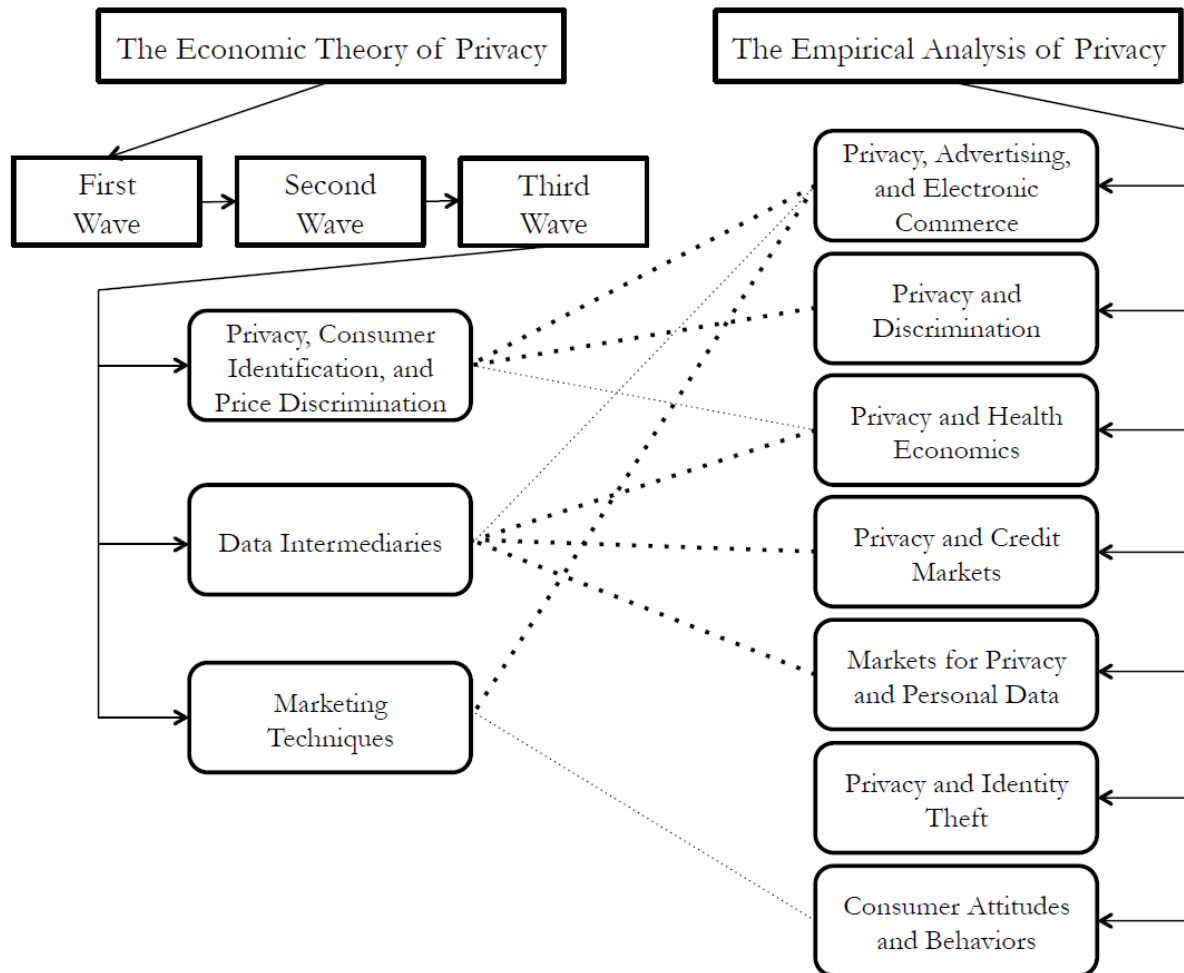 The Economic Theory of Privacy
The Empirical Analysis of Privacy
First
Wave
Second
Wave
Third
Wave
Privacy, Consumer
Identification, and
Price Discrimination
Data Intermediaries
Marketing
Techniques
Privacy, Advertising,
and Electronic
Commerce
Privacy and
Discrimination
Privacy and Health
Economics
Privacy and Credit
Markets
Markets for Privacy
and Personal Data
Privacy and Identity
Theft
Consumer Attitudes
and Behaviors